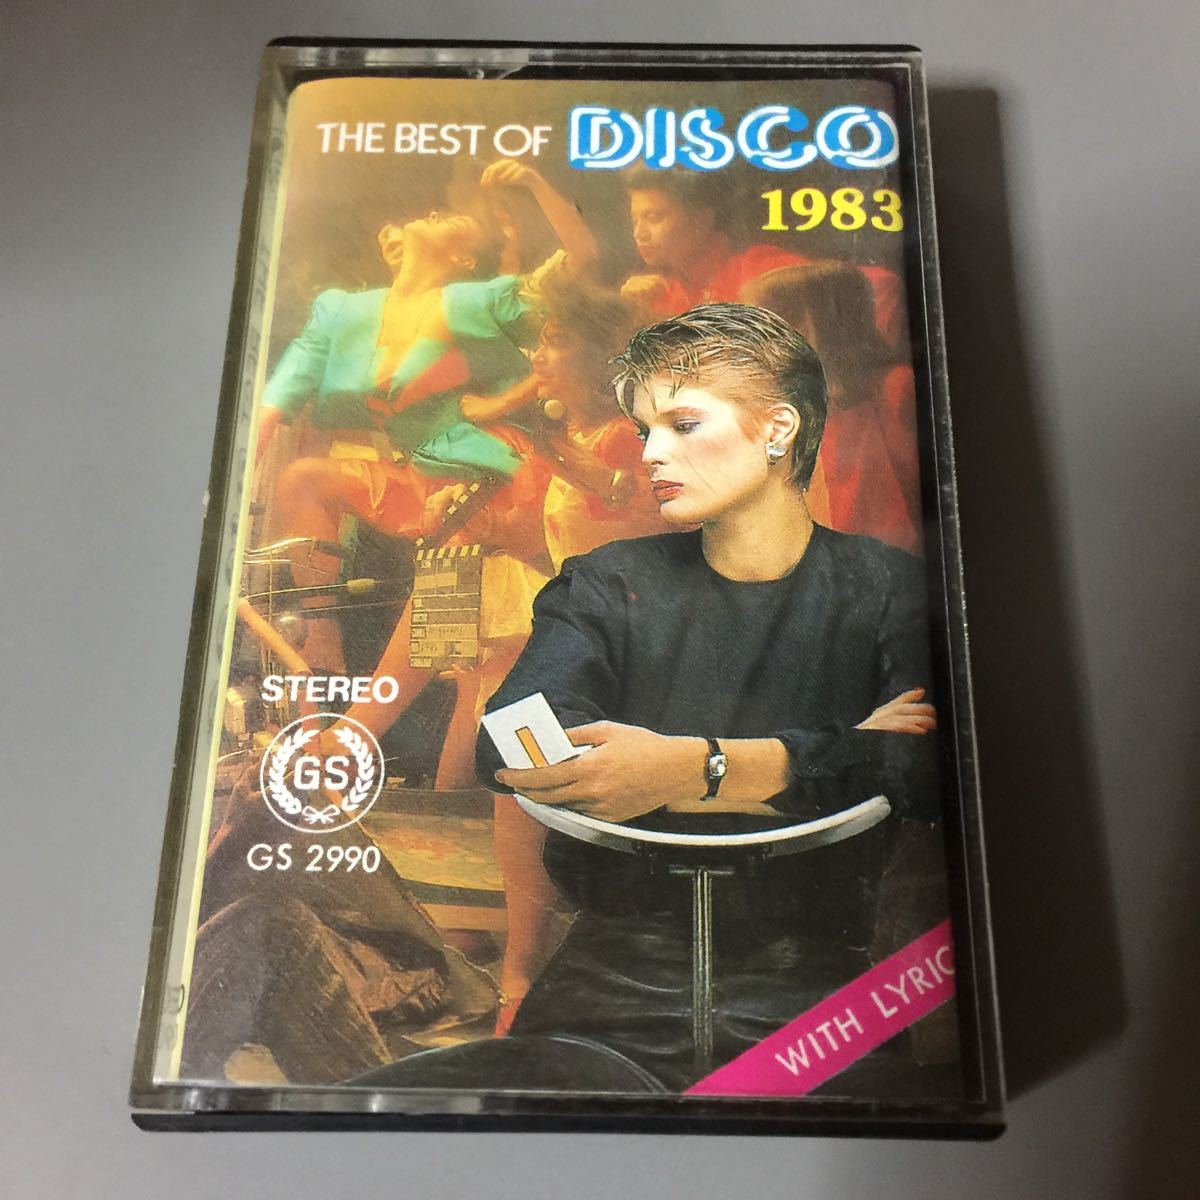 THE BEST OF DISCO
1983
STEREO
GS
GS 2990
WITH LYRIC